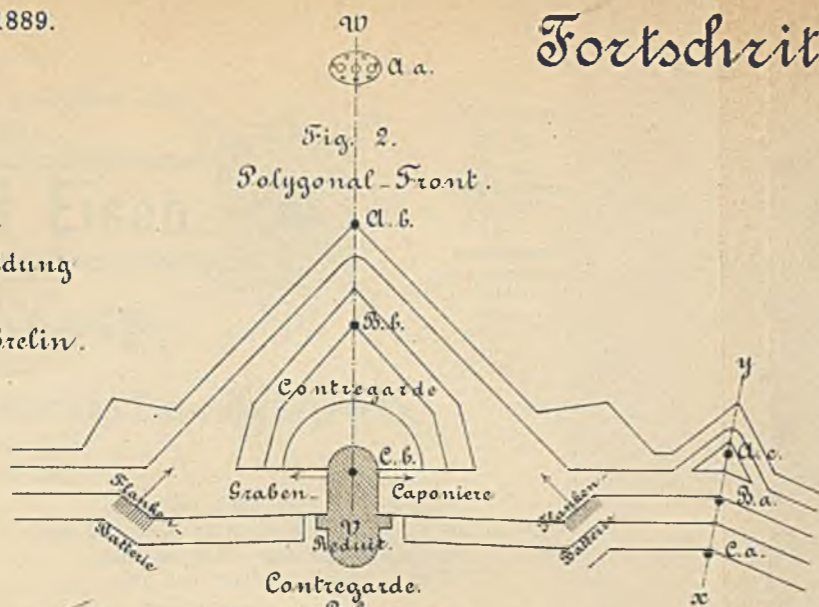 1889.
Fortschrit
W
A.a.
Fig. 2.
Polygonal-Front.
A.b.
dung
B.b.
relin.
Contregarde
y
C.b.
A.c.
Graben-
Caponiere
Flanken-
Batterie
Flanken-
Batterie
B.a.
V
Reduit.
C.a.
Contregarde.
x